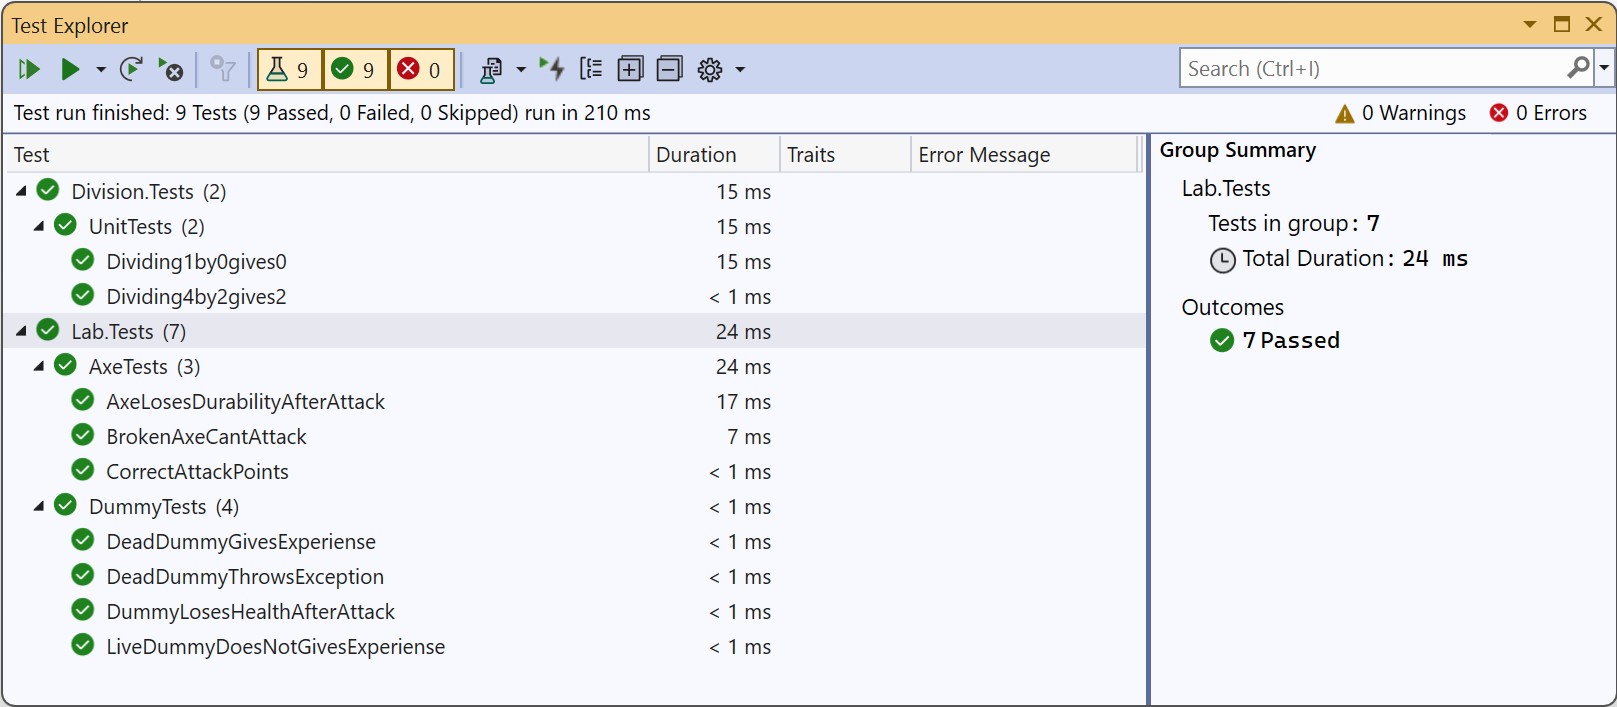 Test Explorer
9 9 0
Search (Ctrl+I)
Test run finished: 9 Tests (9 Passed, 0 Failed, 0 Skipped) run in 210 ms
0 Warnings 0 Errors
Test Duration Traits Error Message
Division.Tests (2) 15 ms
UnitTests (2) 15 ms
Dividing1by0gives0 15 ms
Dividing4by2gives2 < 1 ms
Lab.Tests (7) 24 ms
AxeTests (3) 24 ms
AxeLosesDurabilityAfterAttack 17 ms
BrokenAxeCantAttack 7 ms
CorrectAttackPoints < 1 ms
DummyTests (4) < 1 ms
DeadDummyGivesExperiense < 1 ms
DeadDummyThrowsException < 1 ms
DummyLosesHealthAfterAttack < 1 ms
LiveDummyDoesNotGivesExperiense < 1 ms
Group Summary
Lab.Tests
Tests in group: 7
Total Duration: 24 ms
Outcomes
7 Passed